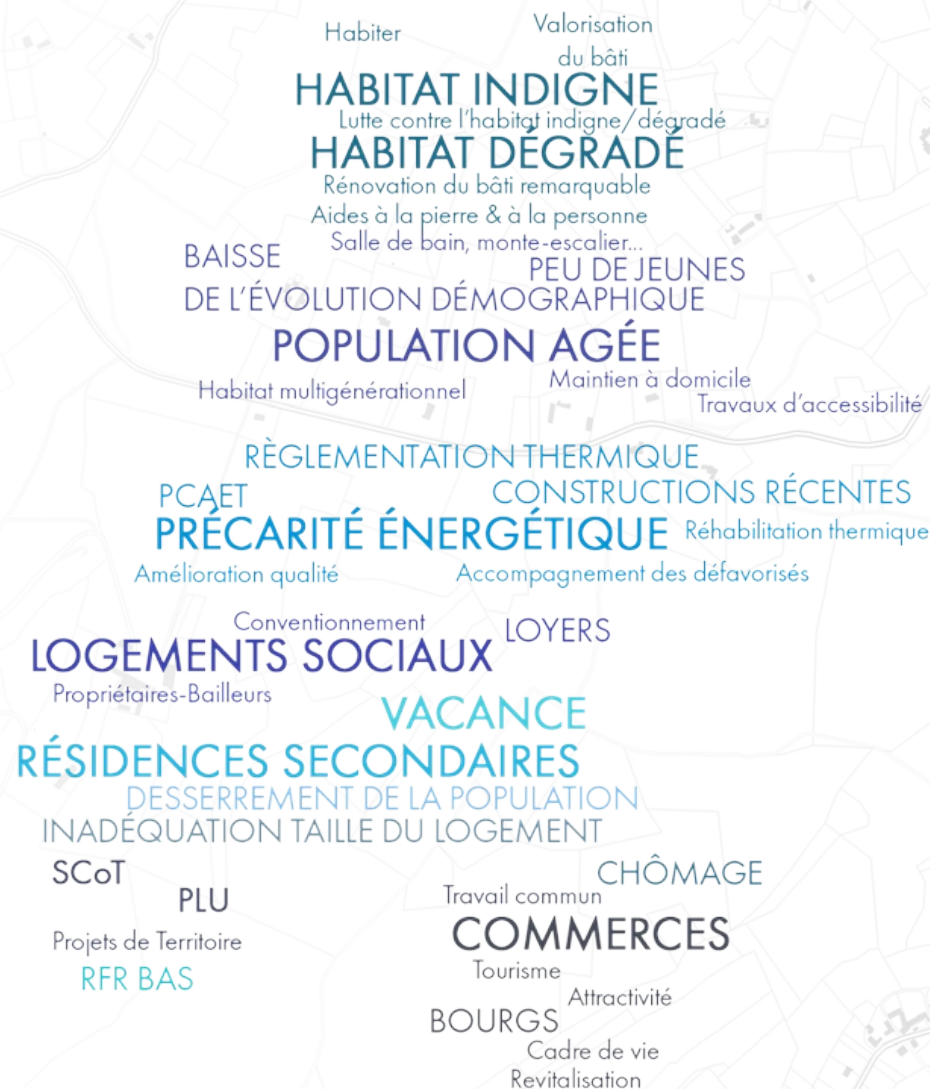 Habiter
Valorisation
du bâti
HABITAT INDIGNE
Lutte contre l'habitat indigne/dégradé
HABITAT DÉGRADÉ
Rénovation du bâti remarquable
Aides à la pierre & à la personne
Salle de bain, monte-escalier...
BAISSE
PEU DE JEUNES
DE L'ÉVOLUTION DÉMOGRAPHIQUE
POPULATION AGÉE
Maintien à domicile
Habitat multigénérationnel
Travaux d'accessibilité
RÈGLEMENTATION THERMIQUE
PCAET
CONSTRUCTIONS RÉCENTES
PRÉCARITÉ ÉNERGÉTIQUE
Réhabilitation thermique
Amélioration qualité
Accompagnement des défavorisés
Conventionnement
LOYERS
LOGEMENTS SOCIAUX
Propriétaires-Bailleurs
VACANCE
RÉSIDENCES SECONDAIRES
DESSERREMENT DE LA POPULATION
INADÉQUATION TAILLE DU LOGEMENT
SCoT
PLU
Projets de Territoire
RFR BAS
CHÔMAGE
Travail commun
COMMERCES
Tourisme
Attractivité
BOURGS
Cadre de vie
Revitalisation